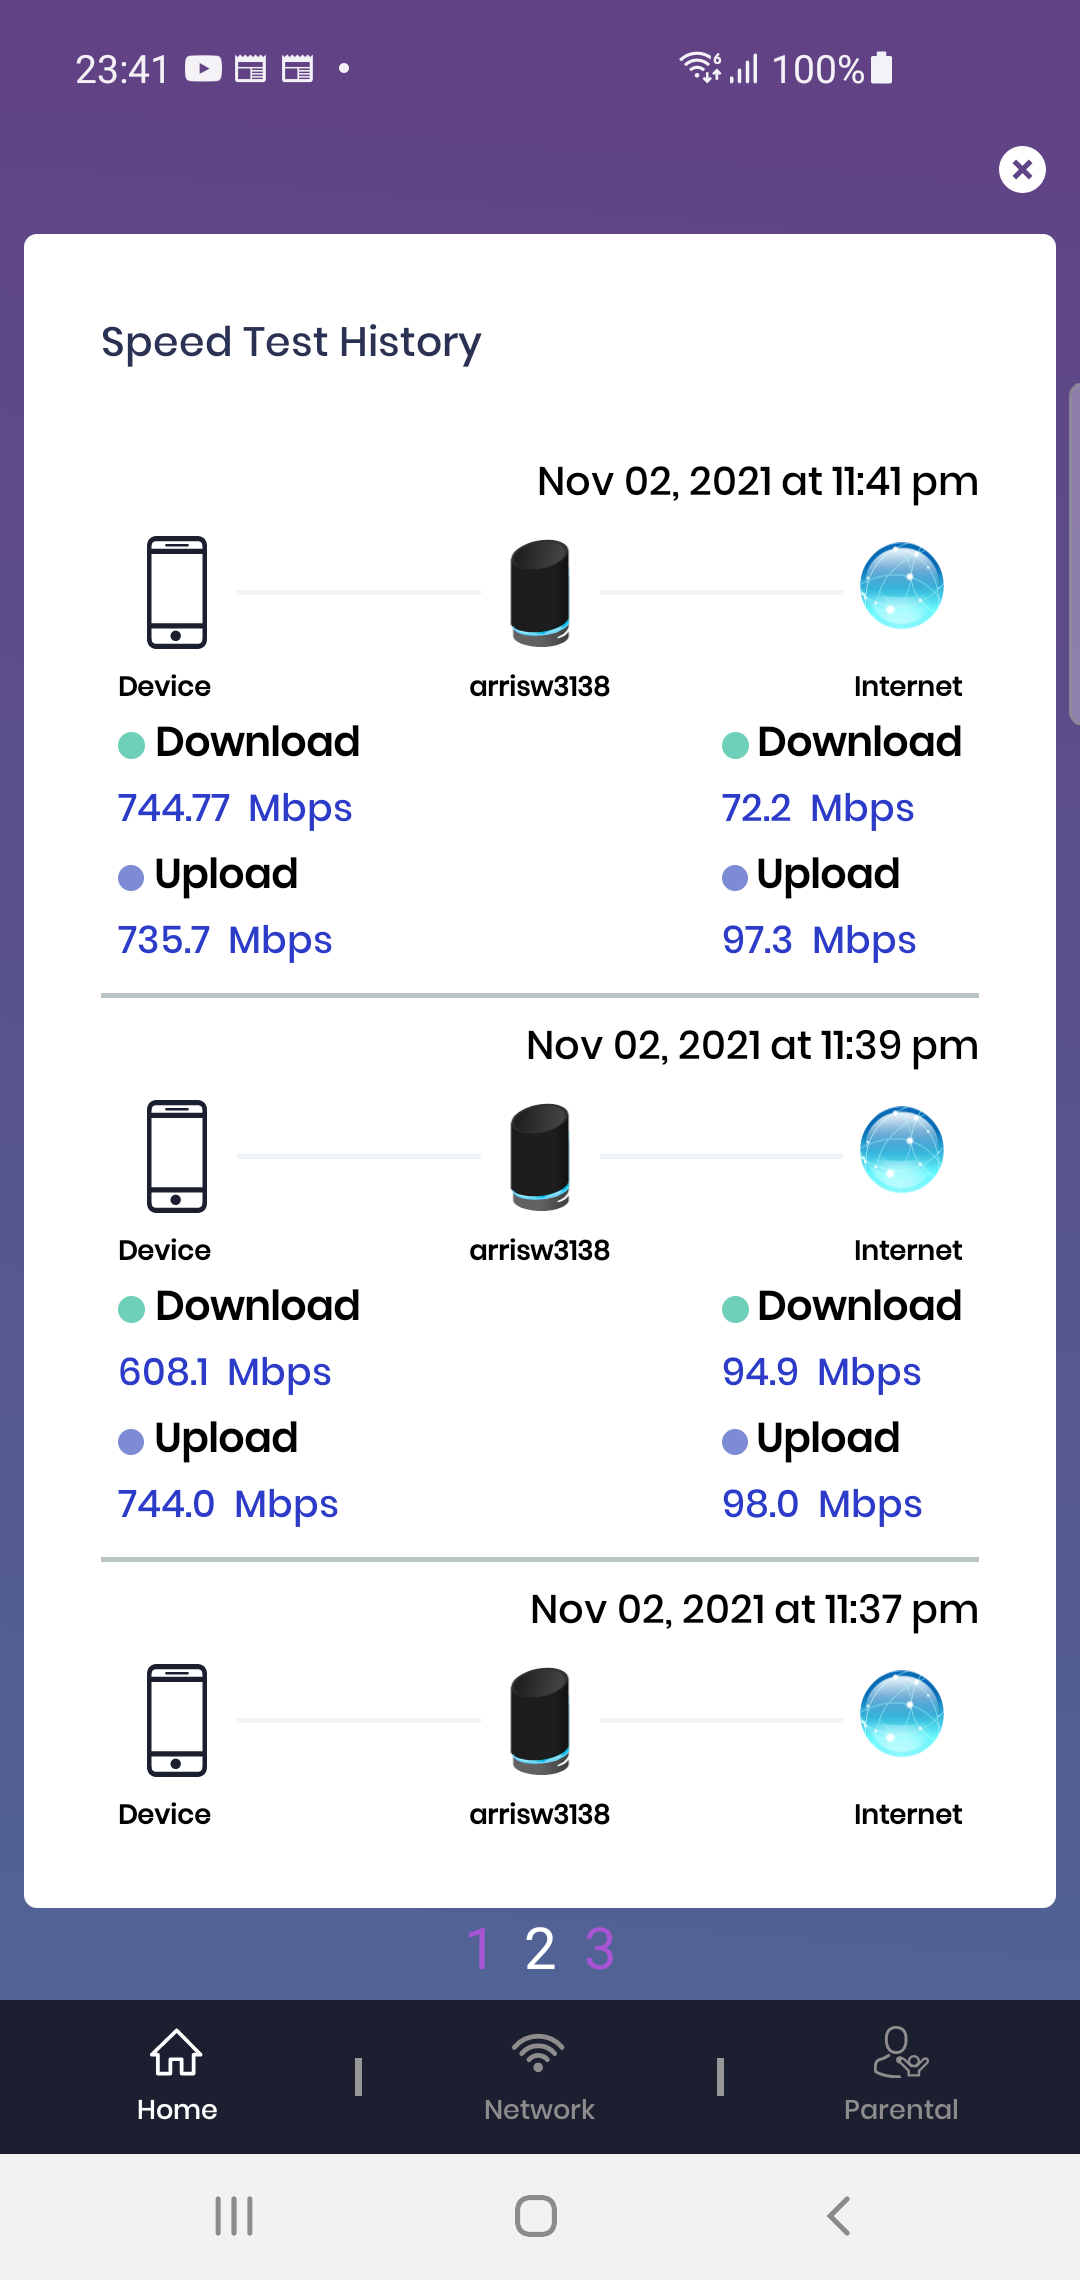 23:41
6 100%
Speed Test History
Nov 02, 2021 at 11:41 pm
Device arrisw3138 Internet
Download Download
744.77 Mbps 72.2 Mbps
Upload Upload
735.7 Mbps 97.3 Mbps
Nov 02, 2021 at 11:39 pm
Device arrisw3138 Internet
Download Download
608.1 Mbps 94.9 Mbps
Upload Upload
744.0 Mbps 98.0 Mbps
Nov 02, 2021 at 11:37 pm
Device arrisw3138 Internet
1 2 3
Home Network Parental